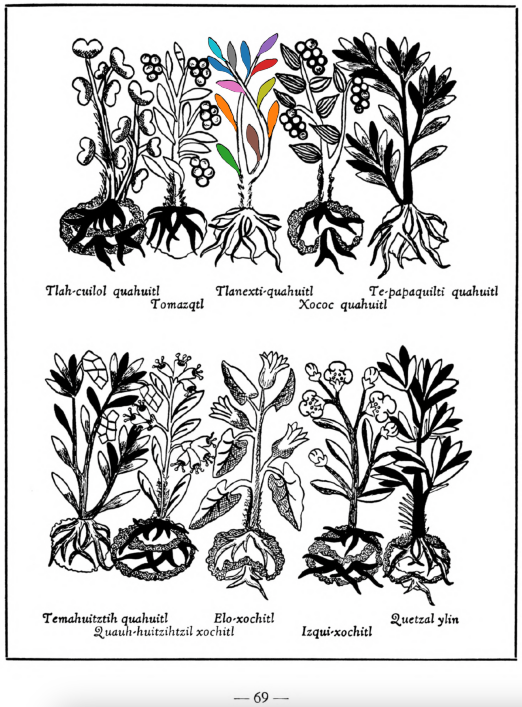 Tlah-cuilol quahuitl Tlanexti-quahuitl Te-papaquilti quahuitl
Tomazqtl Xococ quahuitl
Temahuitztih quahuitl Elo-xochitl Quetzal ylin
Quauh-huitzihtzil xochitl Izqui-xochitl
— 69 —